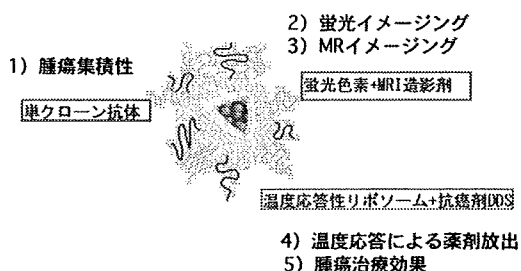 2) 蛍光イメージング
3) MRイメージング
1) 腫瘍集積性
蛍光色素+MRI造影剤
単クローン抗体
温度応答性リポソーム+抗癌剤DDS
4) 温度応答による薬剤放出
5) 腫瘍治療効果